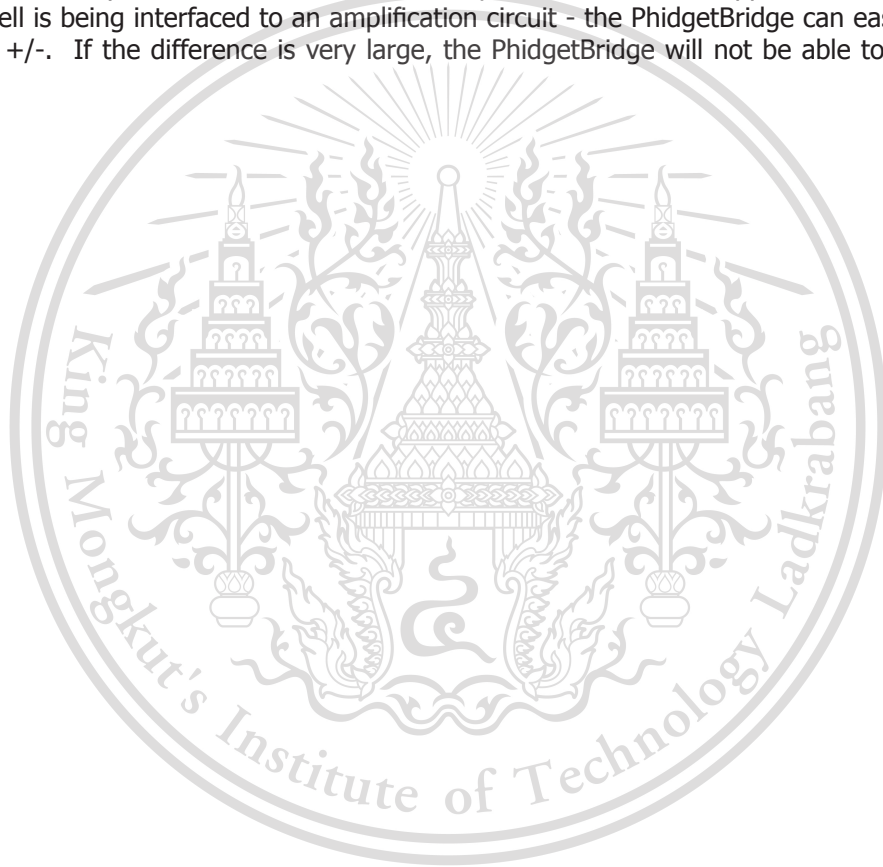 ell is being interfaced to an amplification circuit - the PhidgetBridge can eas
+/-. If the difference is very large, the PhidgetBridge will not be able to
King Mongkut's Institute of Technology Ladkrabang